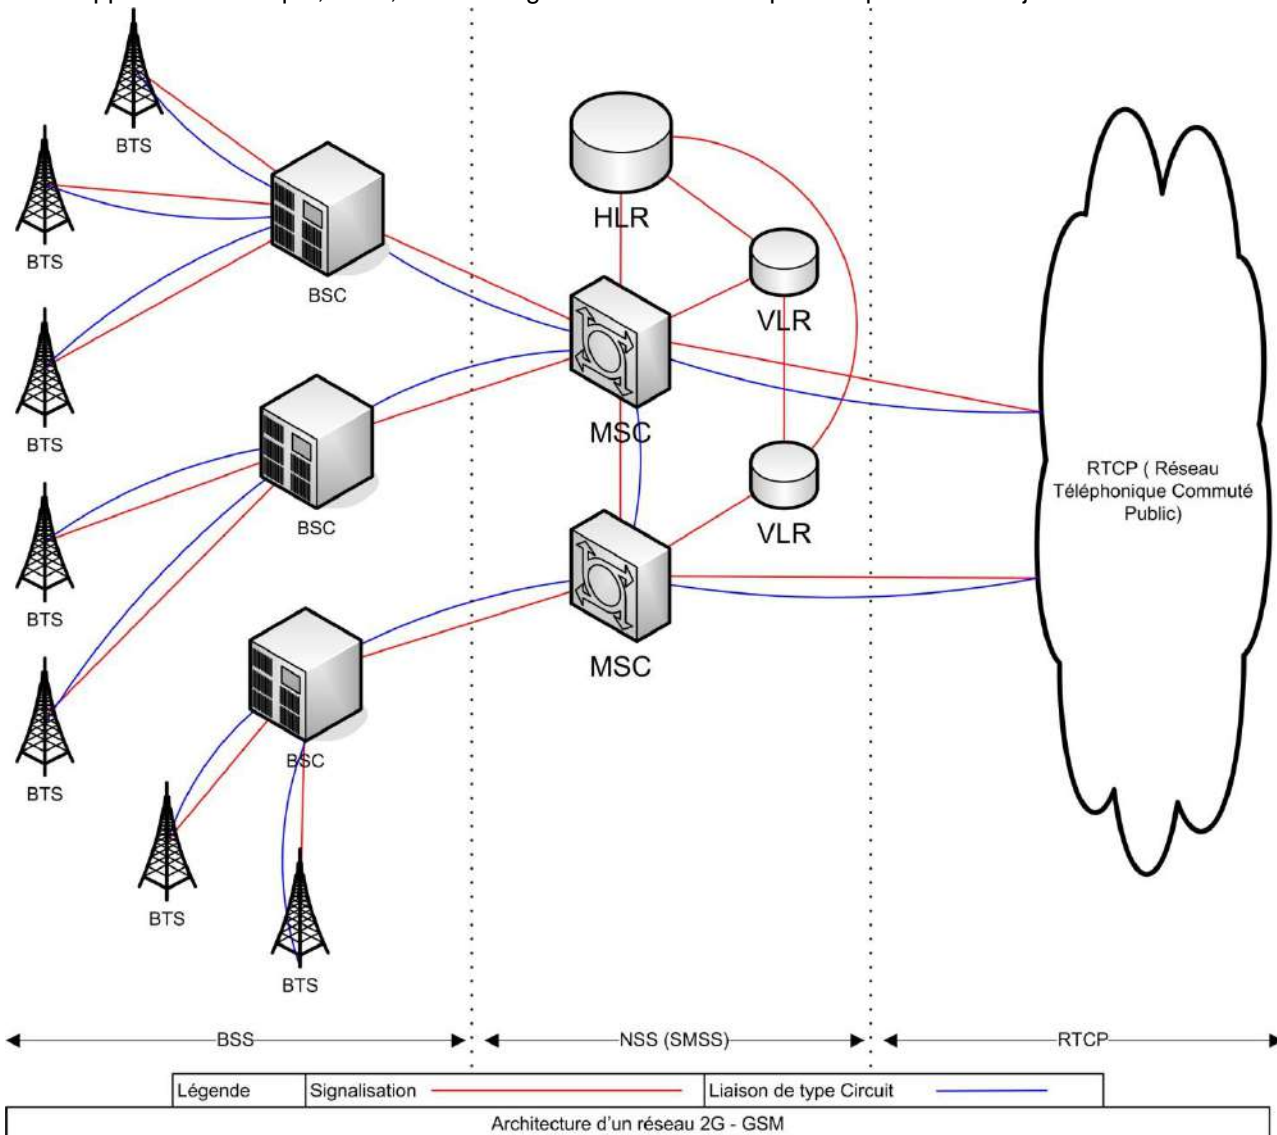 BTS
BTS
BSC
BTS
BTS
BSC
BTS
BTS
BSC
BTS
BTS
HLR
VLR
MSC
VLR
MSC
RTCP ( Réseau
Téléphonique Commuté
Public)
BSS
NSS (SMSS)
RTCP
Légende
Signalisation
Liaison de type Circuit
Architecture d'un réseau 2G - GSM